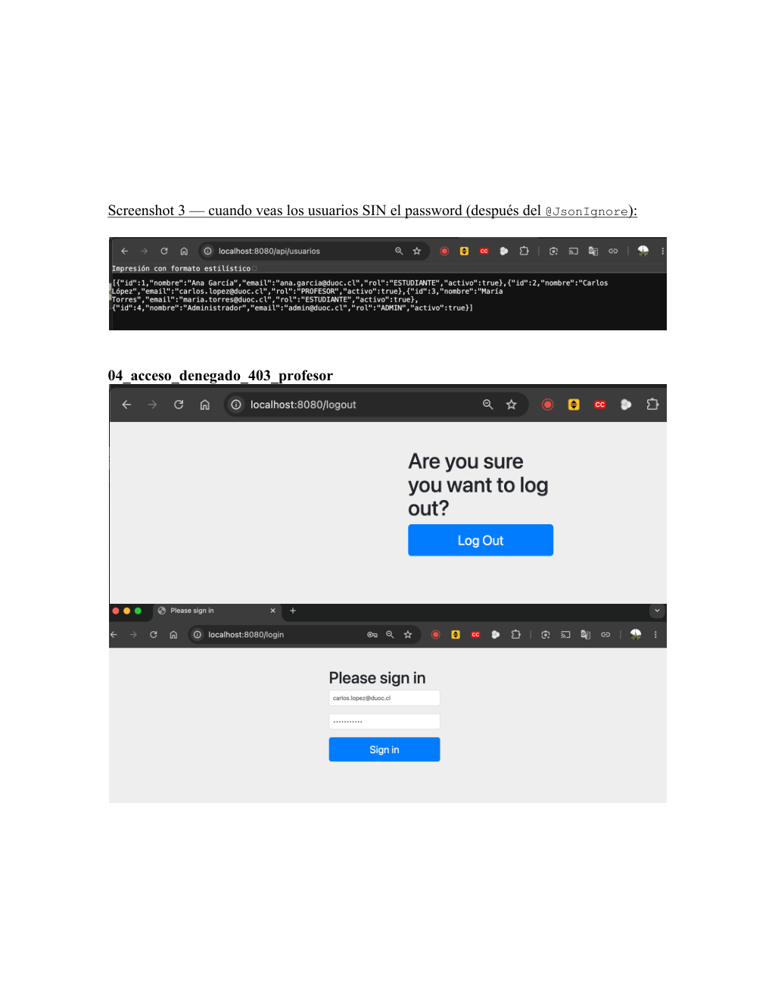 Screenshot 3 — cuando veas los usuarios SIN el password (después del @JsonIgnore):
localhost:8080/api/usuarios
CC
Impresión con formato estilístico
[{"id":1,"nombre":"Ana García","email":"ana.garcia@duoc.cl","rol":"ESTUDIANTE","activo":true},{"id":2,"nombre":"Carlos
López","email":"carlos.lopez@duoc.cl","rol":"PROFESOR","activo":true},{"id":3,"nombre":"María
Torres","email":"maria.torres@duoc.cl","rol":"ESTUDIANTE","activo":true},
{"id":4,"nombre":"Administrador","email":"admin@duoc.cl","rol":"ADMIN","activo":true}]
04_acceso_denegado_403_profesor
localhost:8080/logout
CC
Are you sure
you want to log
out?
Log Out
Please sign in
localhost:8080/login
CC
Please sign in
carlos.lopez@duoc.cl
Sign in